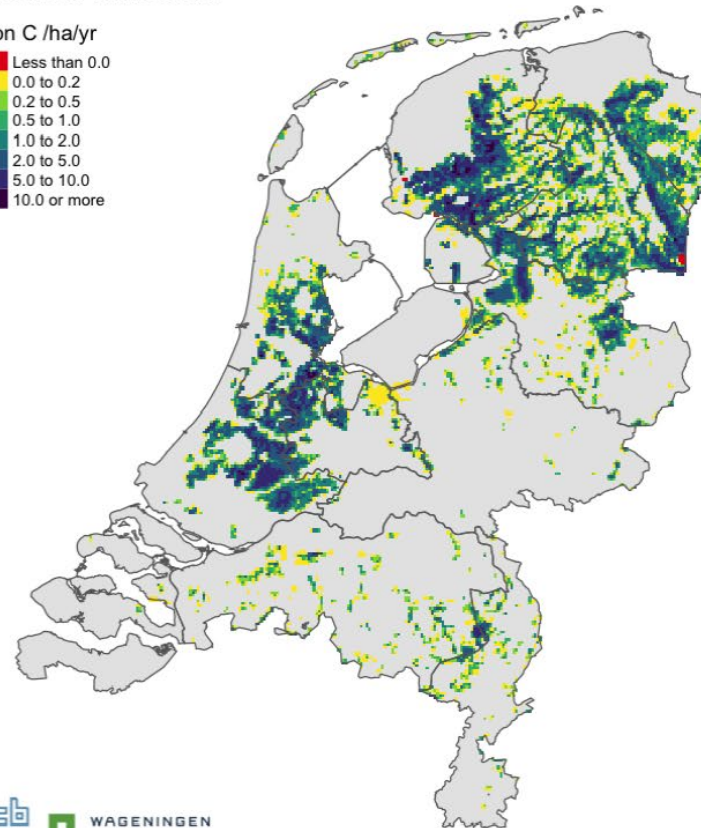 on C /ha/yr
Less than 0.0
0.0 to 0.2
0.2 to 0.5
0.5 to 1.0
1.0 to 2.0
2.0 to 5.0
5.0 to 10.0
10.0 or more
WAGENINGEN